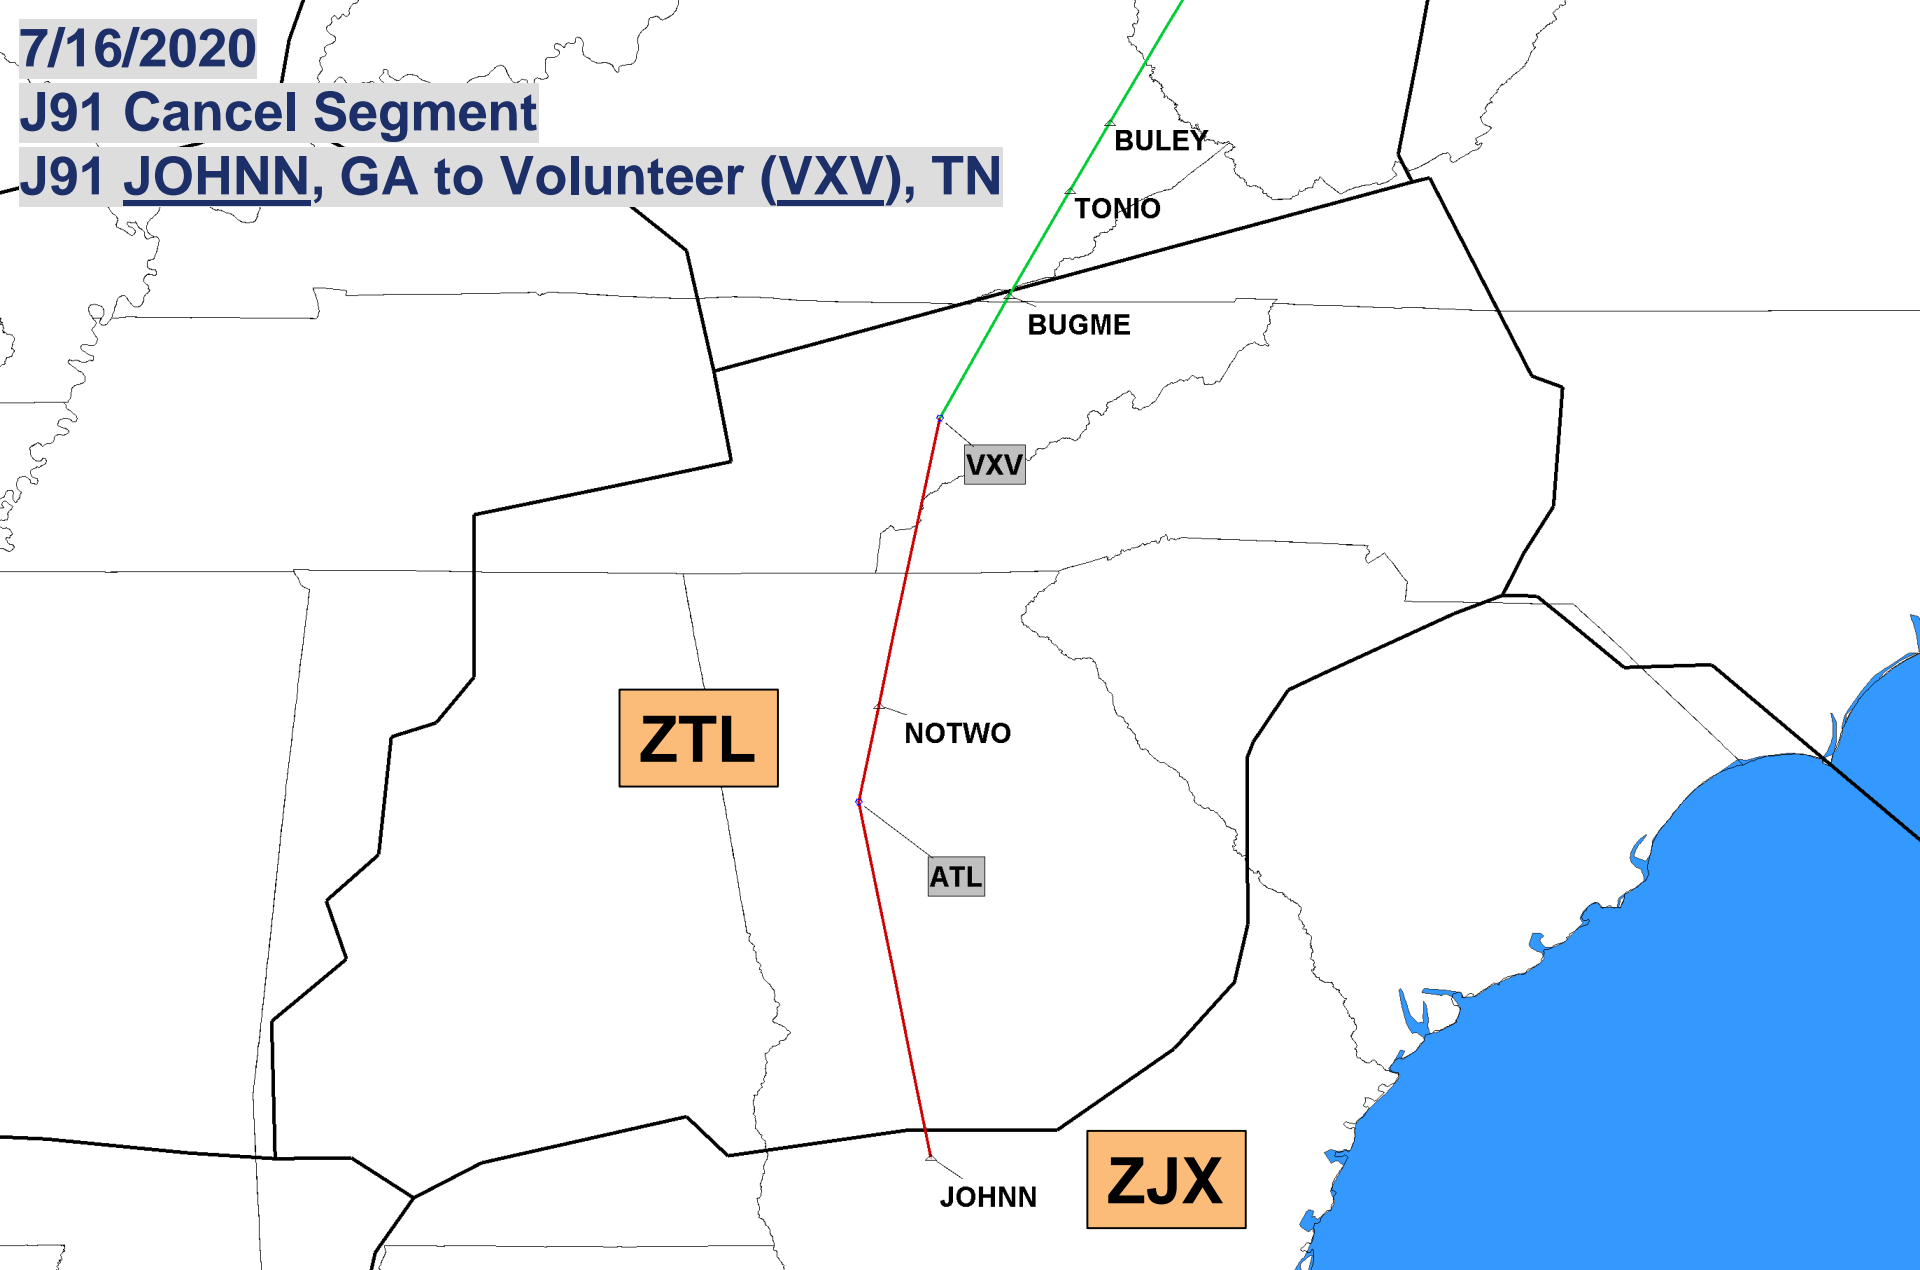 7/16/2020
J91 Cancel Segment
J91 JOHNN, GA to Volunteer (VXV), TN
BULEY
TONIO
BUGME
VXV
NOTWO
ZTL
ATL
ZJX
JOHNN